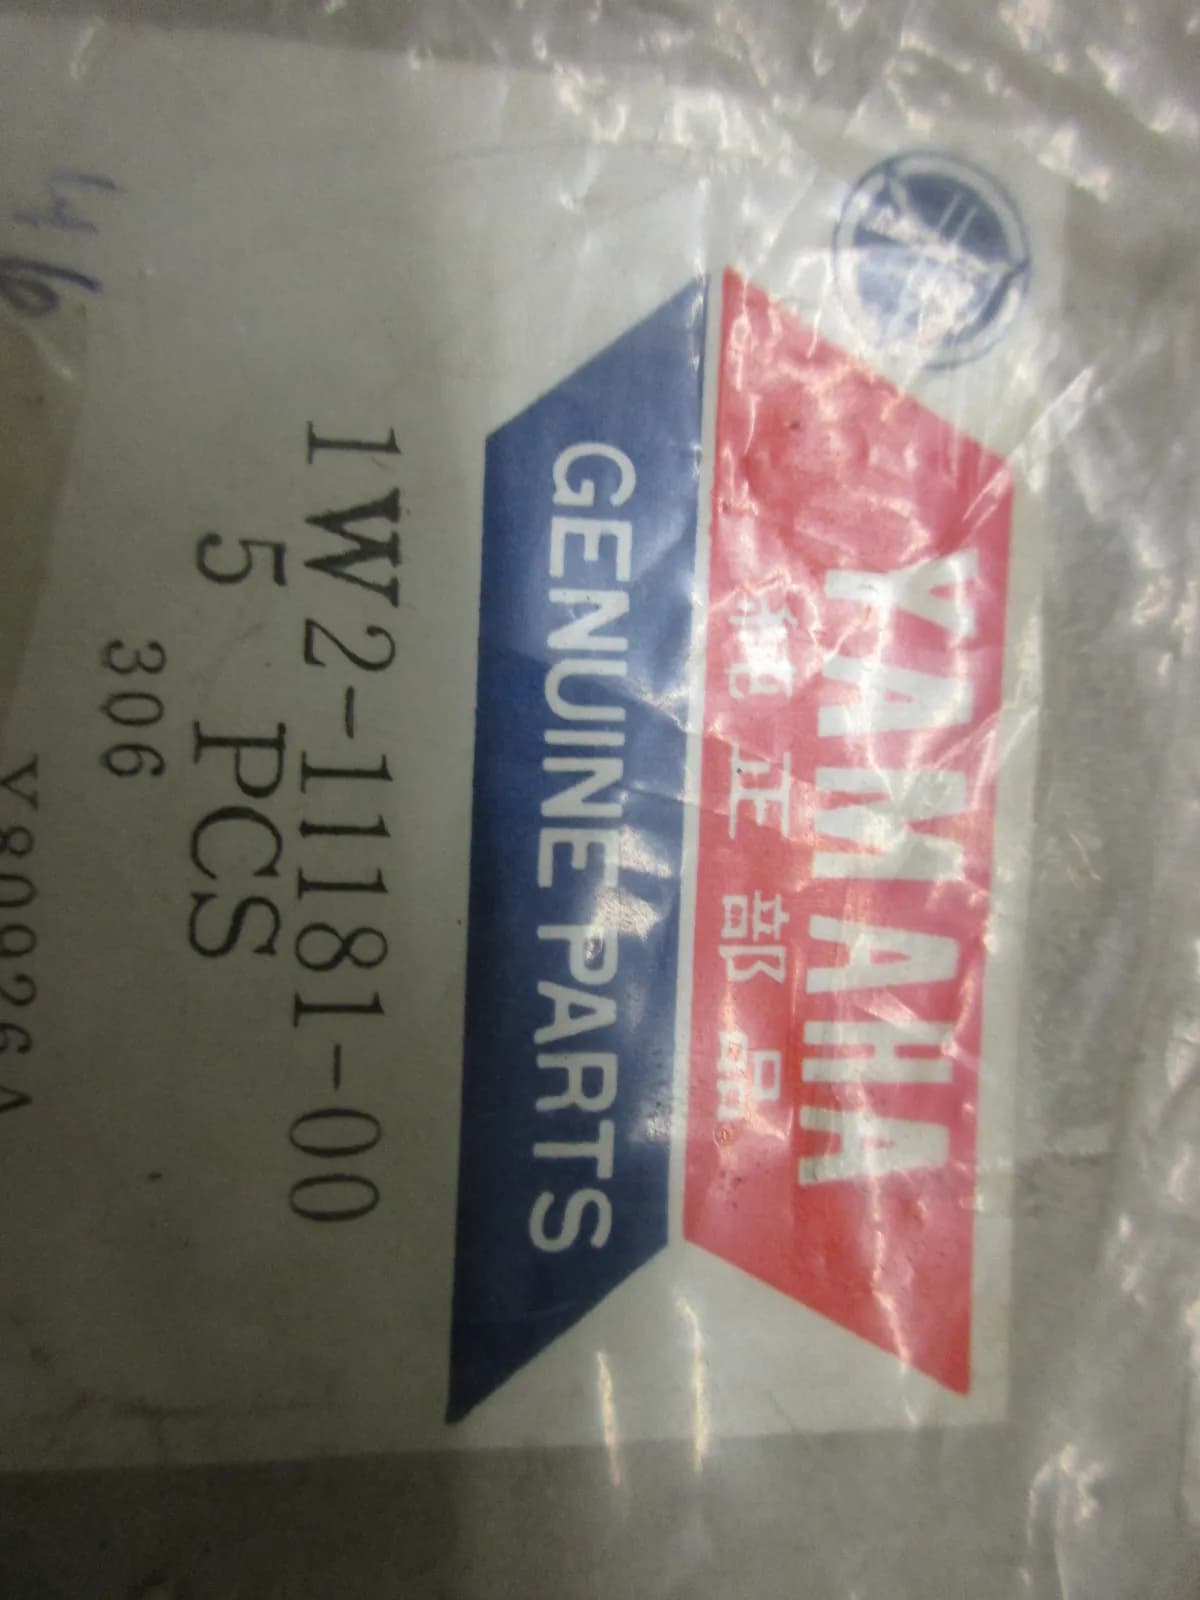 YAMAHA
純正部品
GENUINE PARTS
1W2-11181-00
5 PCS
306